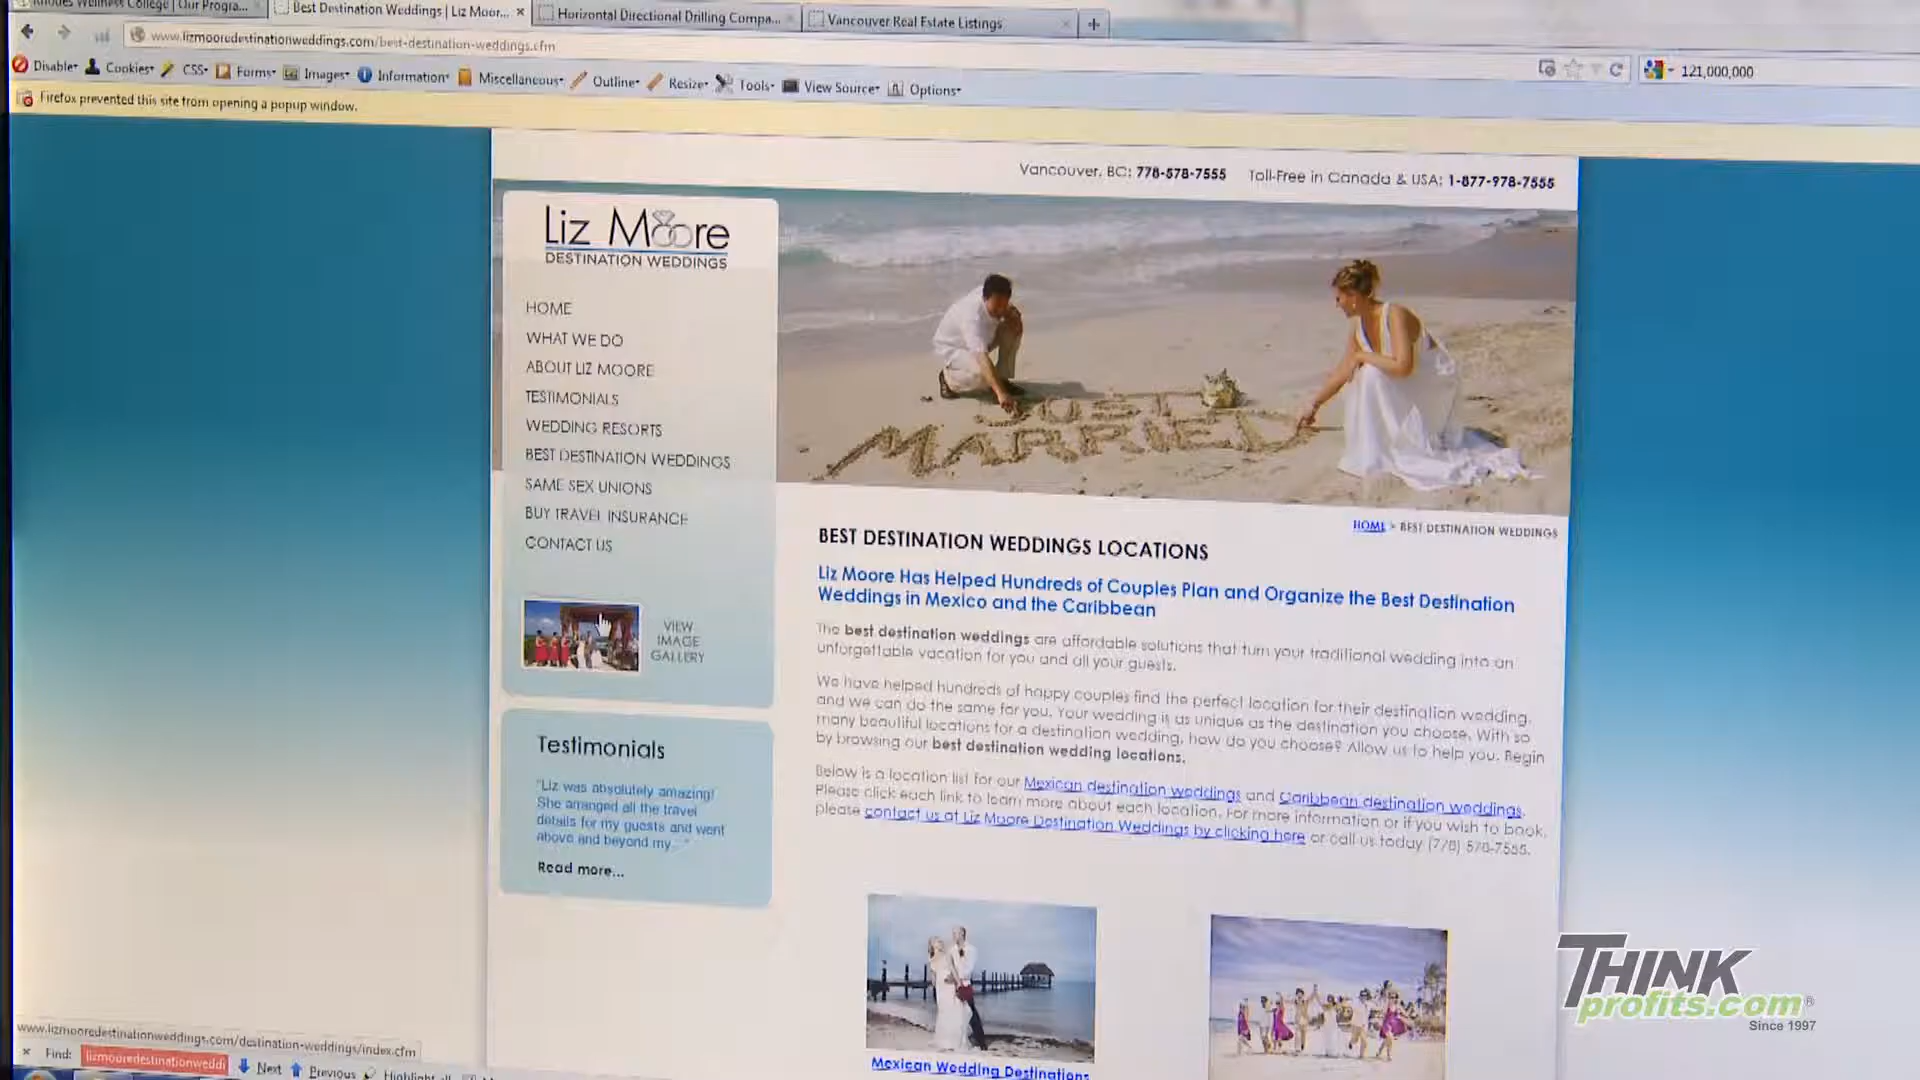 Wellness College | Our Progra...
Best Destination Weddings | Liz Moor...
Horizontal Directional Drilling Compa...
Vancouver Real Estate Listings
www.lizmooredestinationweddings.com/best-destination-weddings.cfm
Disable
Cookies
CSS
Forms
Images
Information
Miscellaneous
Outline
Resize
Tools
View Source
Options
121,000,000
Firefox prevented this site from opening a popup window.
Vancouver, BC: 778-578-7555 Toll-Free in Canada & USA: 1-877-978-7555
Liz Moore
DESTINATION WEDDINGS
HOME
WHAT WE DO
ABOUT LIZ MOORE
TESTIMONIALS
WEDDING RESORTS
BEST DESTINATION WEDDINGS
SAME SEX UNIONS
BUY TRAVEL INSURANCE
CONTACT US
VIEW
IMAGE
GALLERY
JUST
MARRIED
HOME > BEST DESTINATION WEDDINGS
BEST DESTINATION WEDDINGS LOCATIONS
Liz Moore Has Helped Hundreds of Couples Plan and Organize the Best Destination
Weddings in Mexico and the Caribbean
The best destination weddings are affordable solutions that turn your traditional wedding into an
unforgettable vacation for you and all your guests.
We have helped hundreds of happy couples find the perfect location for their destination wedding,
and we can do the same for you. Your wedding is as unique as the destination you choose. With so
many beautiful locations for a destination wedding, how do you choose? Allow us to help you. Begin
by browsing our best destination wedding locations.
Below is a location list for our Mexican destination weddings and Caribbean destination weddings.
Please click each link to learn more about each location. For more information or if you wish to book,
please contact us at Liz Moore Destination Weddings by clicking here or call us today (778) 578-7555.
Testimonials
"Liz was absolutely amazing!
She arranged all the travel
details for my guests and went
above and beyond my..."
Read more...
Mexican Wedding Destinations
THINK
profits.com®
Since 1997
www.lizmooredestinationweddings.com/destination-weddings/index.cfm
Find: lizmooredestinationweddi
Next
Previous
Highlight all